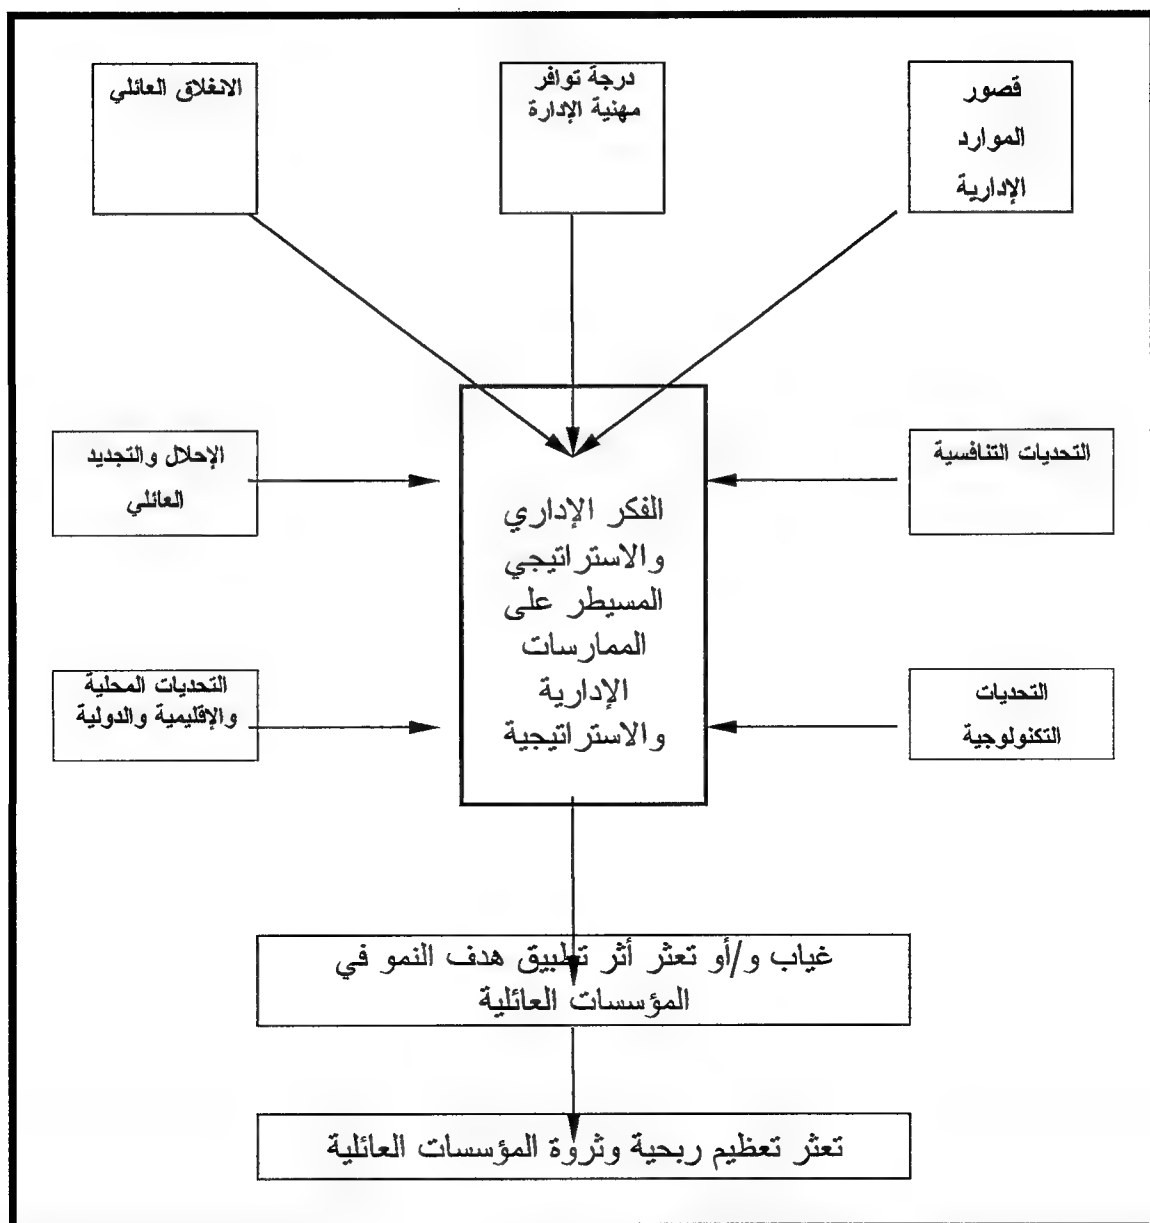 قصور
الموارد
الإدارية
درجة توافر
مهنية الإدارة
الانغلاق العائلي
التحديات التنافسية
الإحلال والتجديد
العائلي
الفكر الإداري
والاستراتيجي
المسيطر على
الممارسات
الإدارية
والاستراتيجية
التحديات
التكنولوجية
التحديات المحلية
والإقليمية والدولية
غياب و/أو تعثر أثر تطبيق هدف النمو في
المؤسسات العائلية
تعثر تعظيم ربحية وثروة المؤسسات العائلية